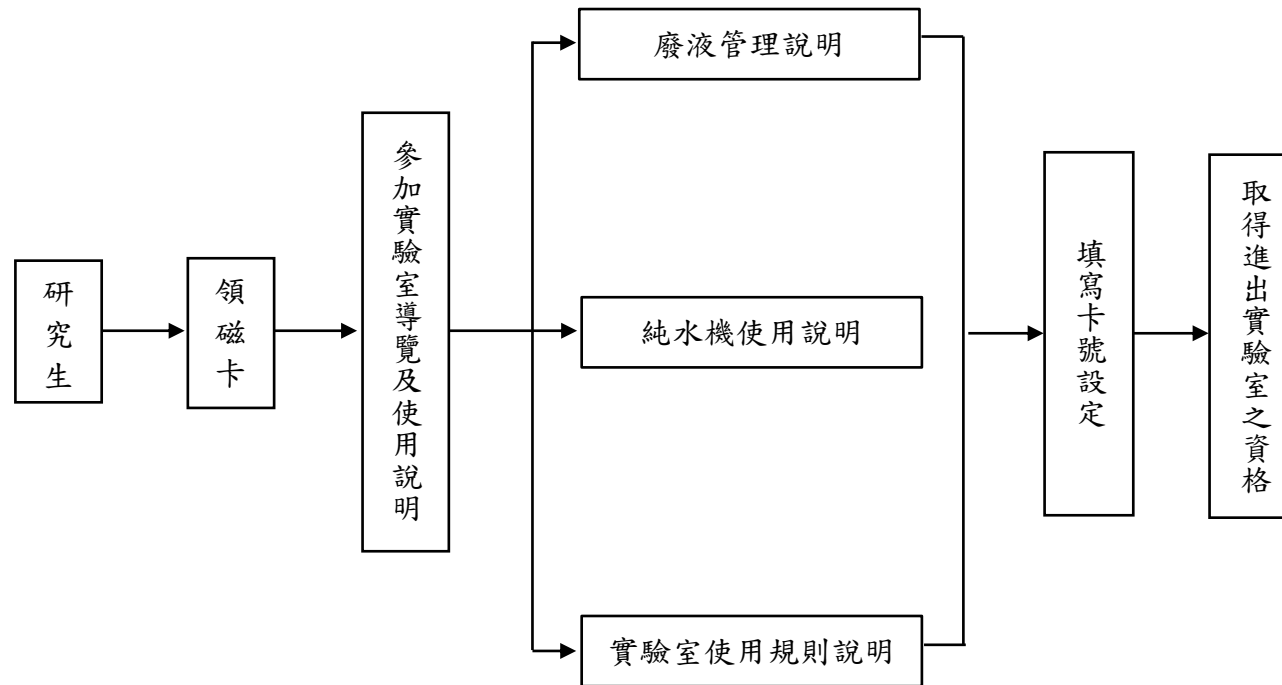 研究生
領磁卡
參加實驗室導覽及使用說明
廢液管理說明
純水機使用說明
實驗室使用規則說明
填寫卡號設定
取得進出實驗室之資格